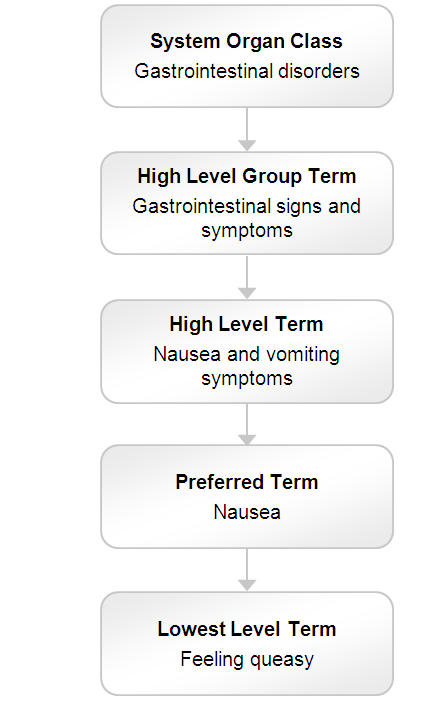 System Organ Class
Gastrointestinal disorders
High Level Group Term
Gastrointestinal signs and
symptoms
High Level Term
Nausea and vomiting
symptoms
Preferred Term
Nausea
Lowest Level Term
Feeling queasy